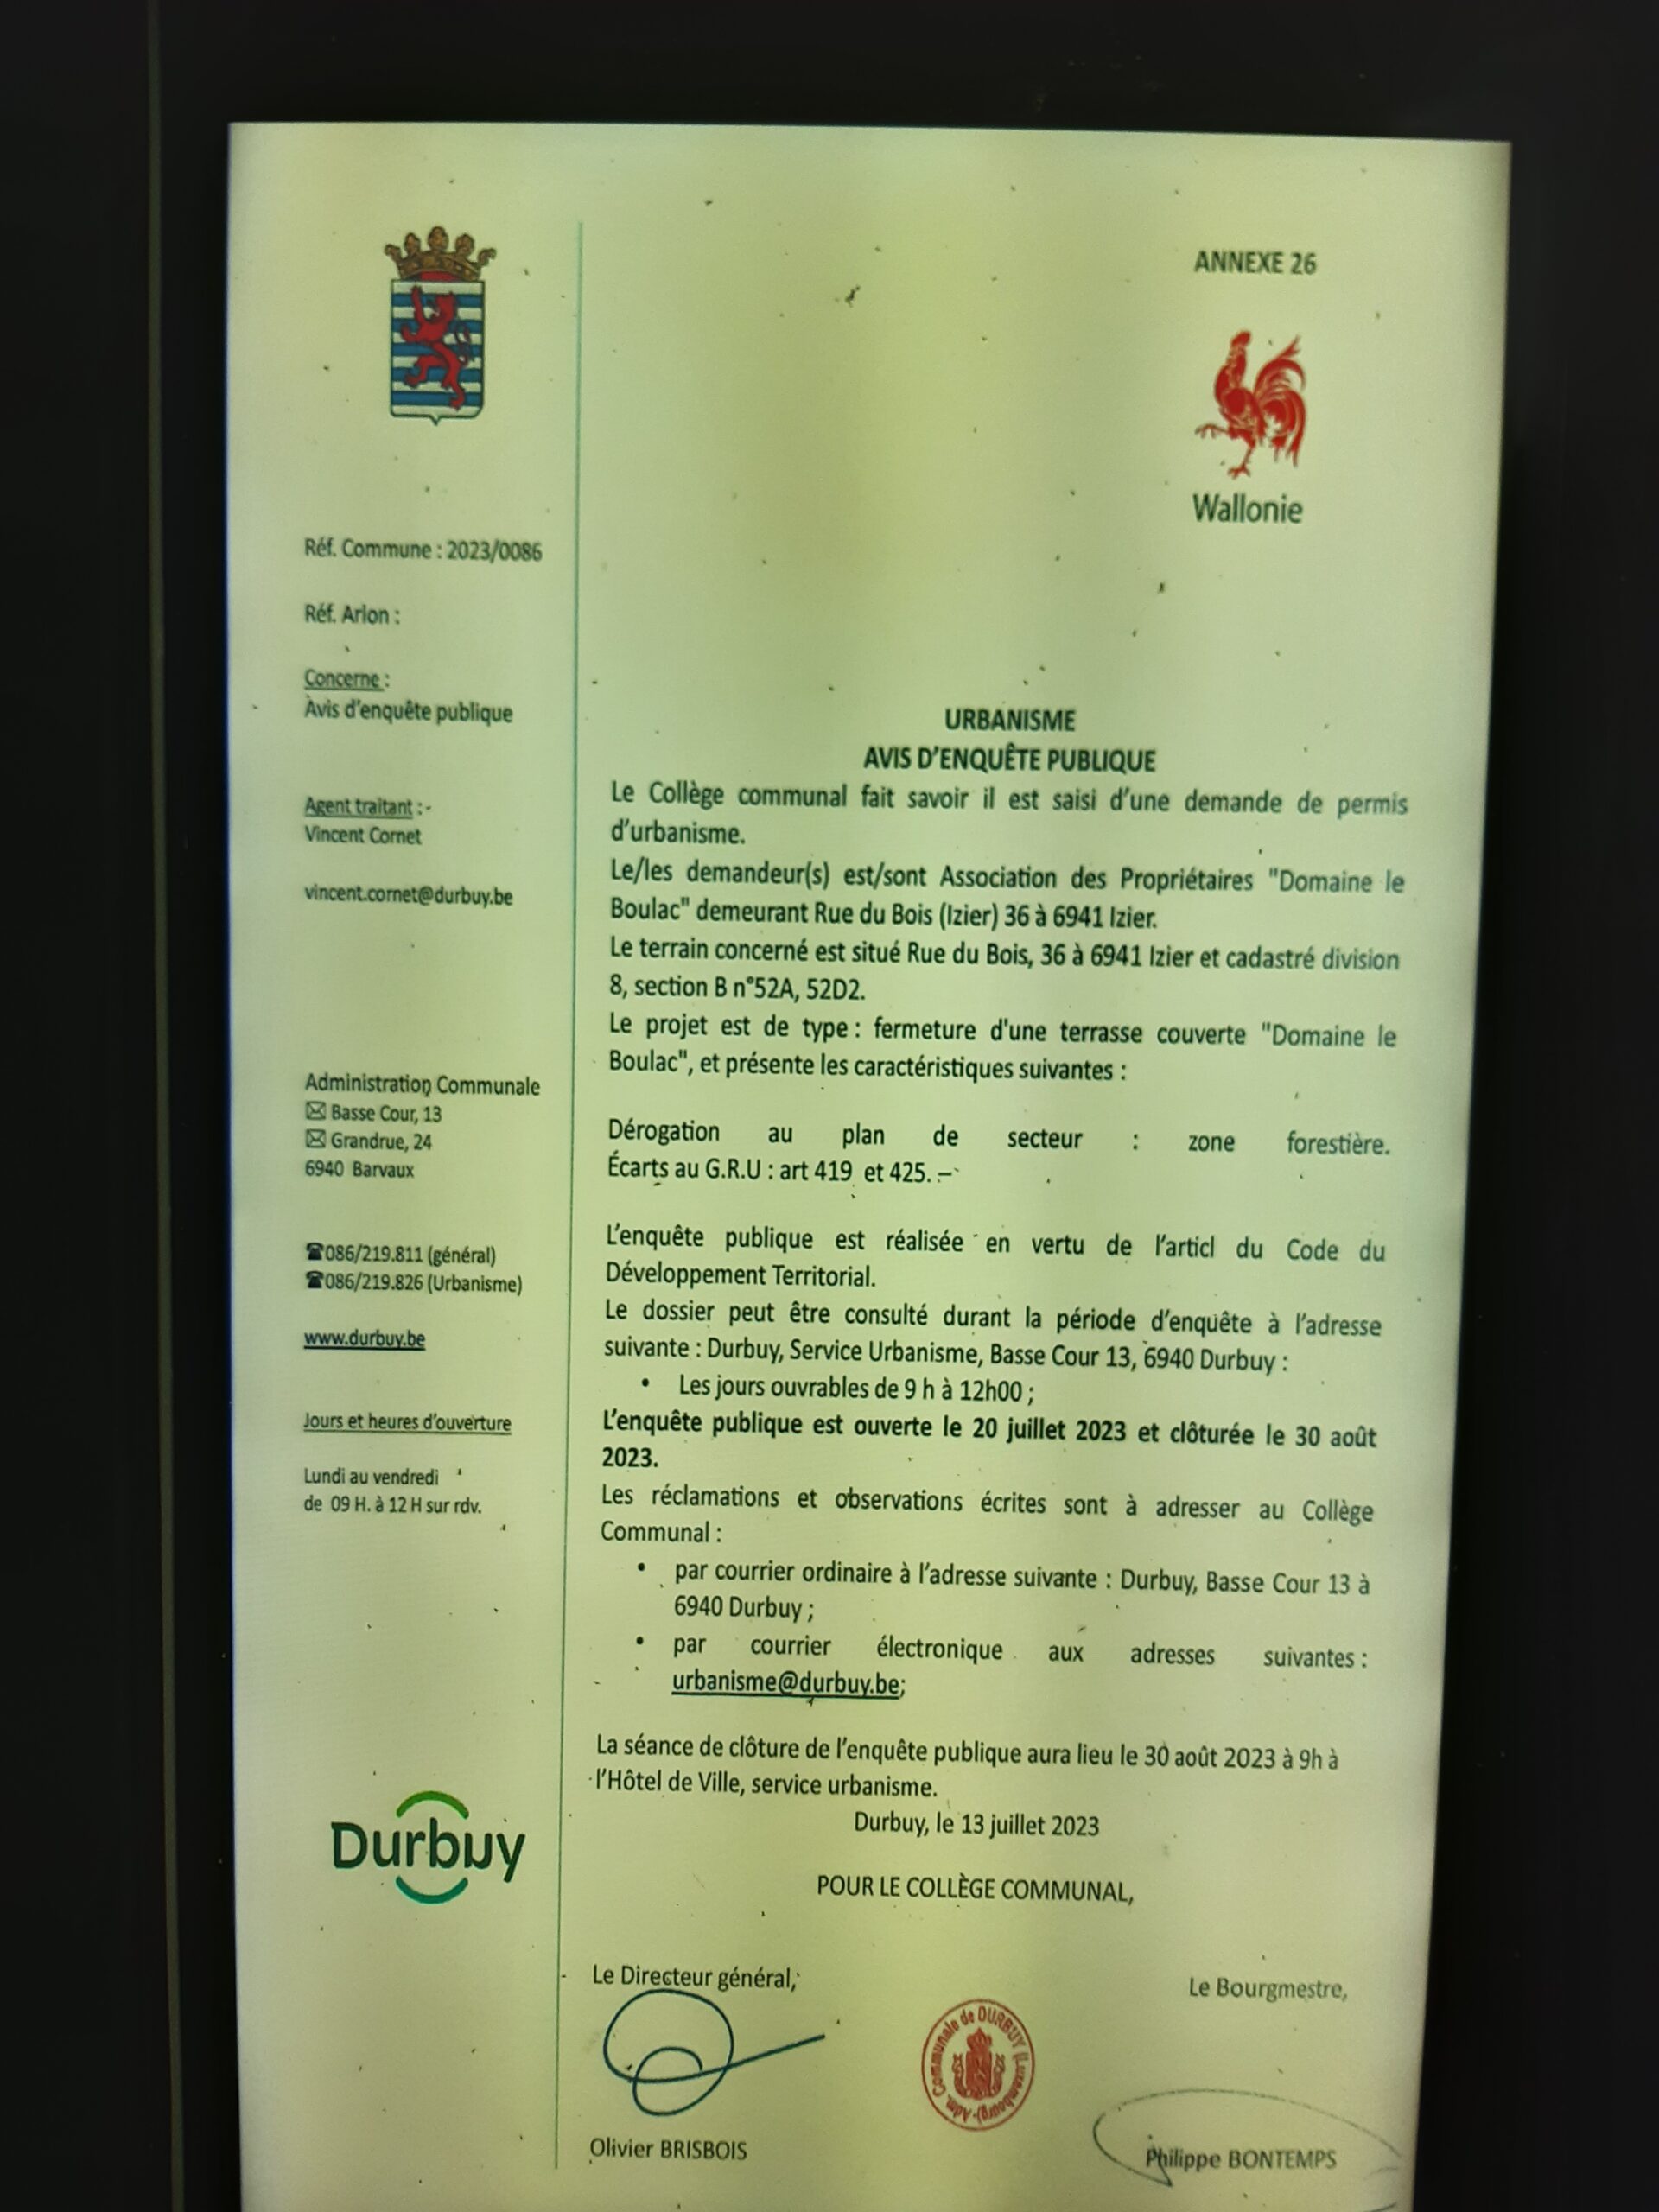 ANNEXE 26
Wallonie
Réf. Commune : 2023/0086
Réf. Arlon :
Concerne :
Avis d'enquête publique
Agent traitant : -
Vincent Cornet
vincent.cornet@durbuy.be
Administration Communale
Basse Cour, 13
Grandrue, 24
6940 Barvaux
086/219.811 (général)
086/219.826 (Urbanisme)
www.durbuy.be
Jours et heures d'ouverture
Lundi au vendredi
de 09 H. à 12 H sur rdv.
Durbuy
URBANISME
AVIS D'ENQUÊTE PUBLIQUE
Le Collège communal fait savoir il est saisi d'une demande de permis
d'urbanisme.
Le/les demandeur(s) est/sont Association des Propriétaires "Domaine le
Boulac" demeurant Rue du Bois (Izier) 36 à 6941 Izier.
Le terrain concerné est situé Rue du Bois, 36 à 6941 Izier et cadastré division
8, section B n°52A, 52D2.
Le projet est de type : fermeture d'une terrasse couverte "Domaine le
Boulac", et présente les caractéristiques suivantes :
Dérogation au plan de secteur : zone forestière.
Écarts au G.R.U : art 419 et 425. –
L'enquête publique est réalisée en vertu de l'articl du Code du
Développement Territorial.
Le dossier peut être consulté durant la période d'enquête à l'adresse
suivante : Durbuy, Service Urbanisme, Basse Cour 13, 6940 Durbuy :
• Les jours ouvrables de 9 h à 12h00 ;
L'enquête publique est ouverte le 20 juillet 2023 et clôturée le 30 août
2023.
Les réclamations et observations écrites sont à adresser au Collège
Communal :
• par courrier ordinaire à l'adresse suivante : Durbuy, Basse Cour 13 à
6940 Durbuy ;
• par courrier électronique aux adresses suivantes :
urbanisme@durbuy.be;
La séance de clôture de l'enquête publique aura lieu le 30 août 2023 à 9h à
l'Hôtel de Ville, service urbanisme.
Durbuy, le 13 juillet 2023
POUR LE COLLÈGE COMMUNAL,
Le Directeur général,
Le Bourgmestre,
Adm. Communale de DURBUY (Luxembourg)
Olivier BRISBOIS
Philippe BONTEMPS